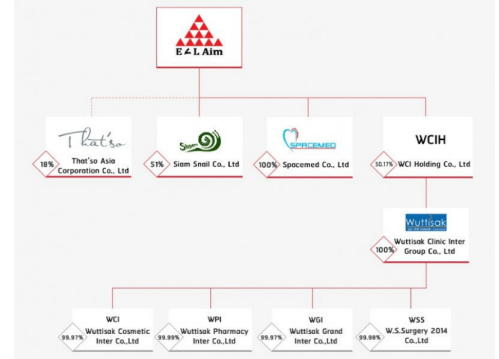 E & L Aim
That'so
18%
That'so Asia
Corporation Co., Ltd
Siam
51%
Siam Snail Co., Ltd
SPACEMED
100%
Spacemed Co., Ltd
WCIH
50.17%
WCI Holding Co., Ltd
Wuttisak
100%
Wuttisak Clinic Inter
Group Co., Ltd
WCI
99.97%
Wuttisak Cosmetic
Inter Co.,Ltd
WPI
99.99%
Wuttisak Pharmacy
Inter Co.,Ltd
WGI
99.97%
Wuttisak Grand
Inter Co.,Ltd
WSS
99.98%
W.S.Surgery 2014
Co.,Ltd